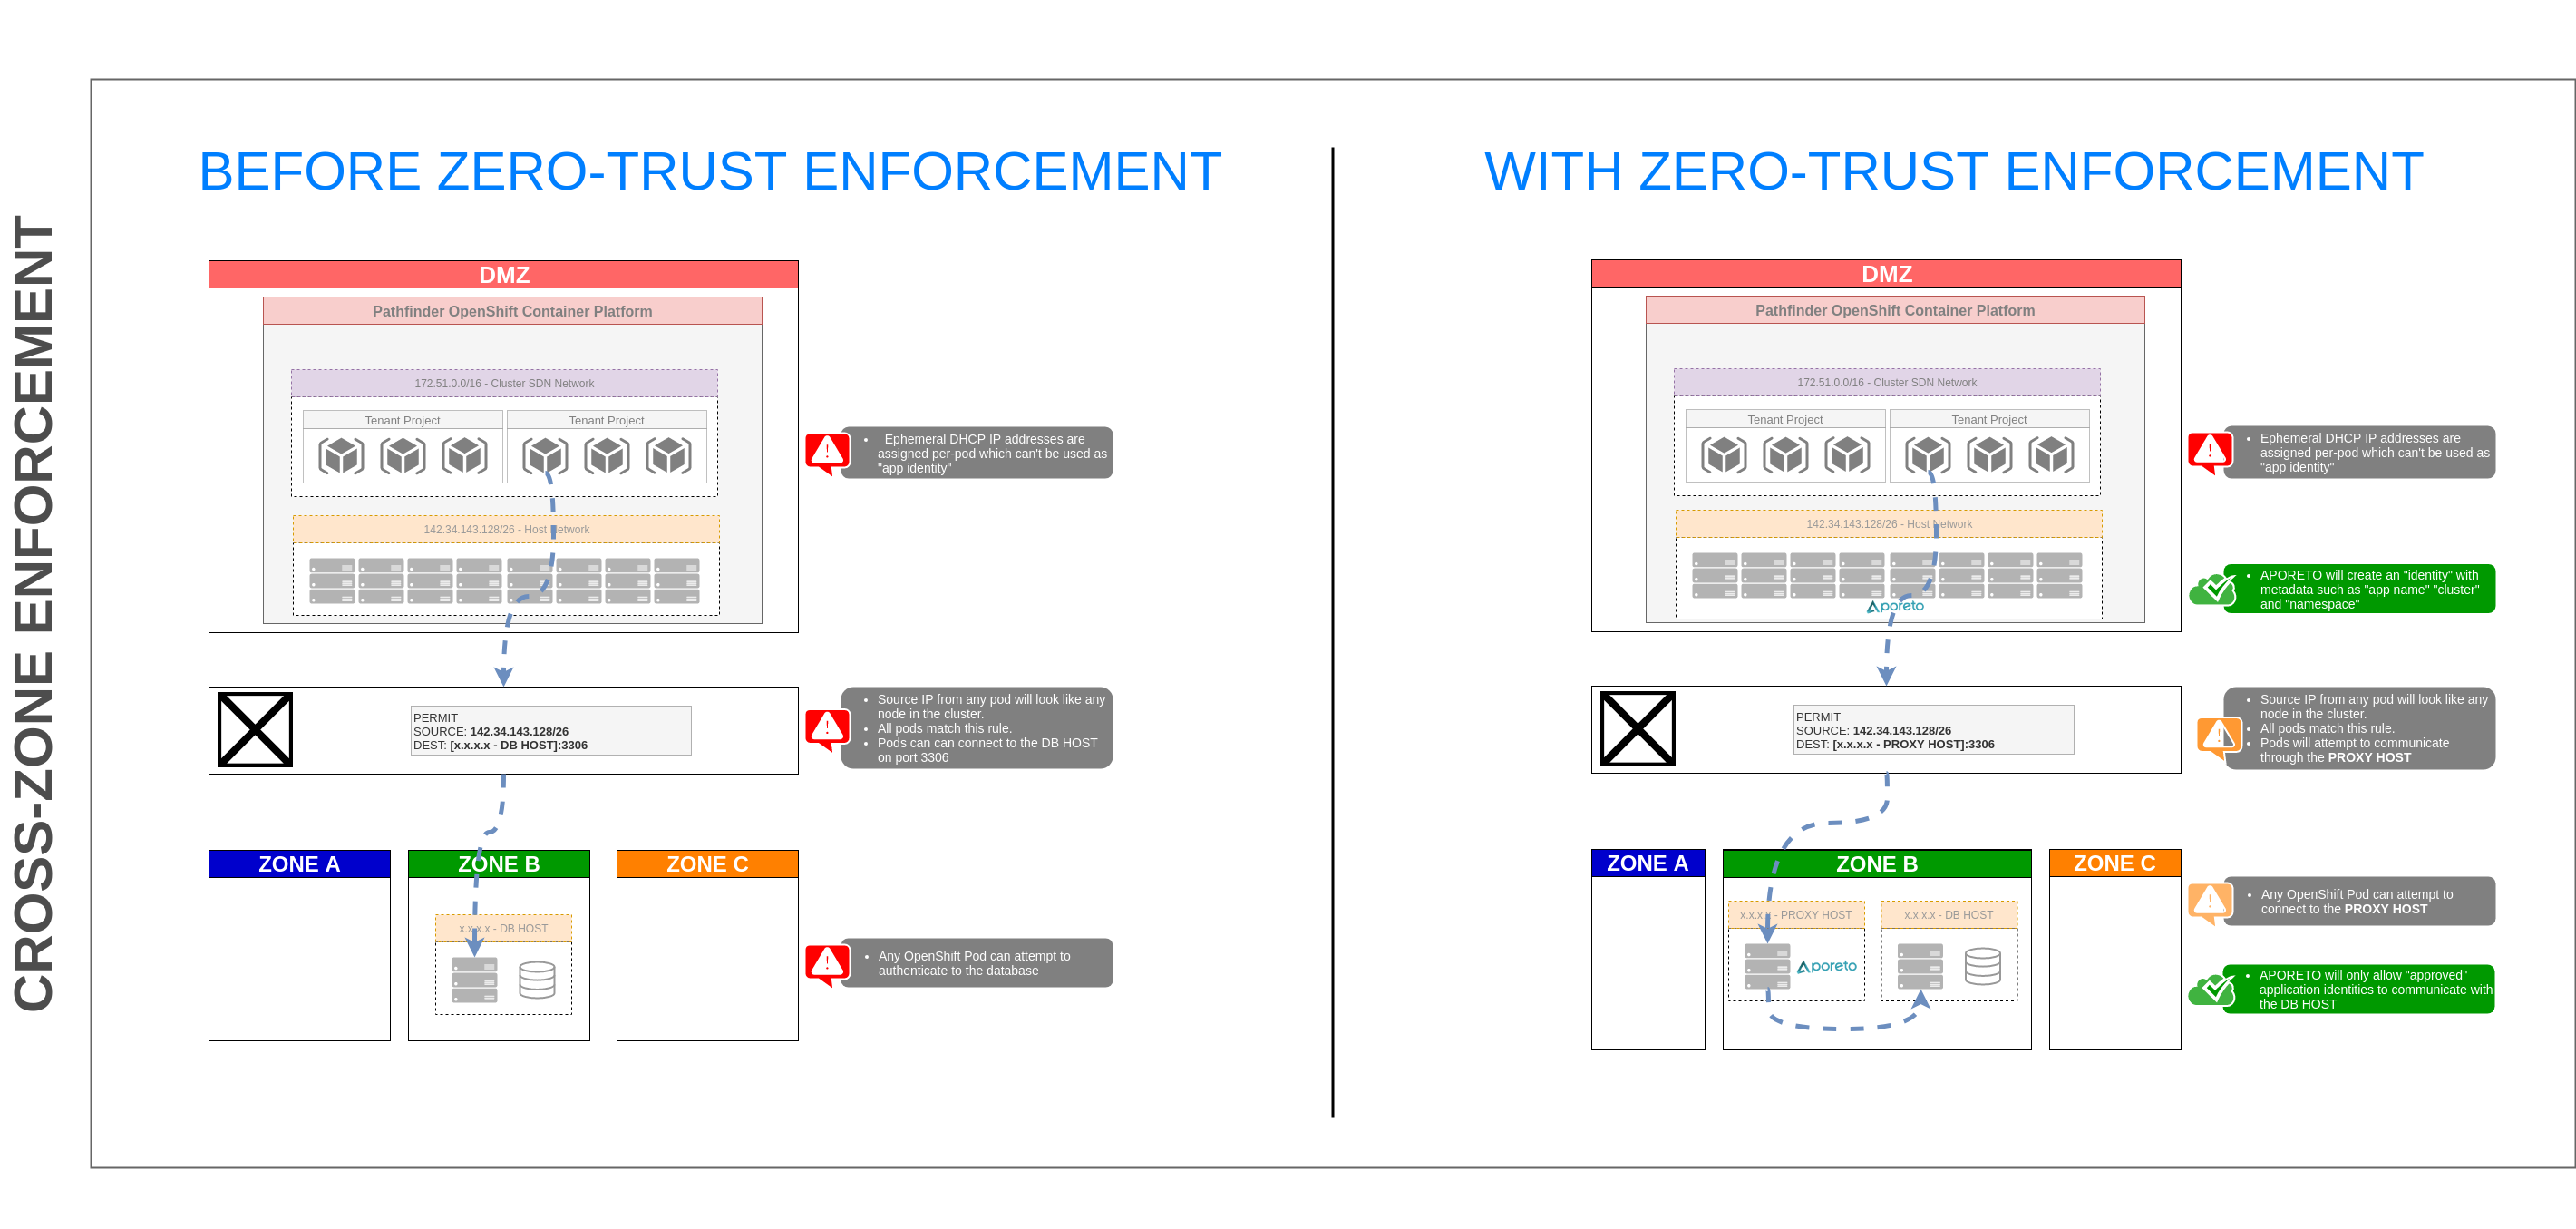 CROSS-ZONE ENFORCEMENT
BEFORE ZERO-TRUST ENFORCEMENT
DMZ
Pathfinder OpenShift Container Platform
172.51.0.0/16 - Cluster SDN Network
Tenant Project
Tenant Project
142.34.143.128/26 - Host Network
• Ephemeral DHCP IP addresses are
assigned per-pod which can't be used as
"app identity"
PERMIT
SOURCE: 142.34.143.128/26
DEST: [x.x.x.x - DB HOST]:3306
• Source IP from any pod will look like any
node in the cluster.
• All pods match this rule.
• Pods can can connect to the DB HOST
on port 3306
ZONE A
ZONE B
ZONE C
x.x.x.x - DB HOST
• Any OpenShift Pod can attempt to
authenticate to the database
WITH ZERO-TRUST ENFORCEMENT
DMZ
Pathfinder OpenShift Container Platform
172.51.0.0/16 - Cluster SDN Network
Tenant Project
Tenant Project
142.34.143.128/26 - Host Network
aporeto
• Ephemeral DHCP IP addresses are
assigned per-pod which can't be used as
"app identity"
• APORETO will create an "identity" with
metadata such as "app name" "cluster"
and "namespace"
PERMIT
SOURCE: 142.34.143.128/26
DEST: [x.x.x.x - PROXY HOST]:3306
• Source IP from any pod will look like any
node in the cluster.
• All pods match this rule.
• Pods will attempt to communicate
through the PROXY HOST
ZONE A
ZONE B
ZONE C
x.x.x.x - PROXY HOST
x.x.x.x - DB HOST
aporeto
• Any OpenShift Pod can attempt to
connect to the PROXY HOST
• APORETO will only allow "approved"
application identities to communicate with
the DB HOST